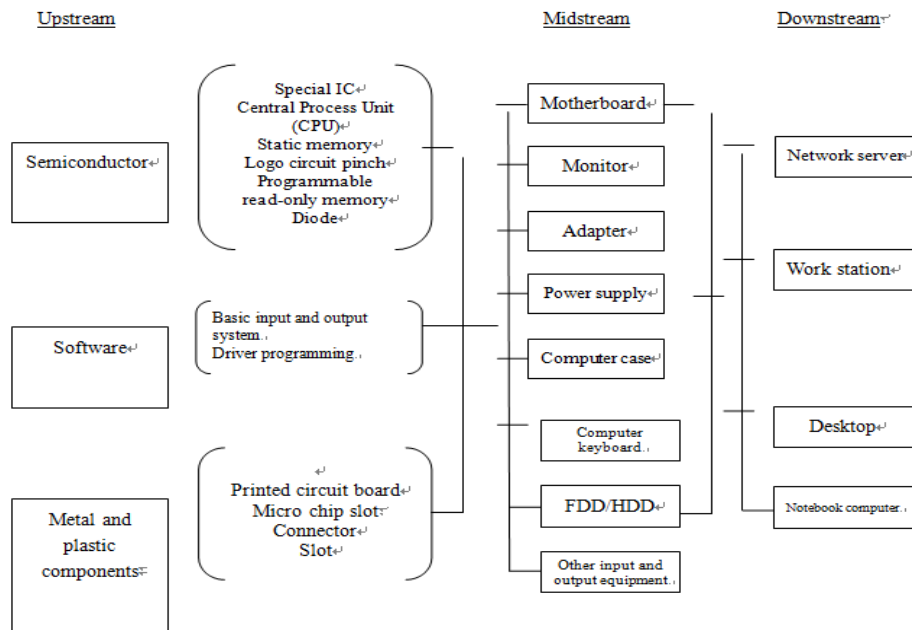 Upstream
Midstream
Downstream
Semiconductor
Special IC
Central Process Unit
(CPU)
Static memory
Logo circuit pinch
Programmable
read-only memory
Diode
Software
Basic input and output
system.
Driver programming.
Metal and
plastic
components
Printed circuit board
Micro chip slot
Connector
Slot
Motherboard
Monitor
Adapter
Power supply
Computer case
Computer
keyboard.
FDD/HDD
Other input and
output equipment.
Network server
Work station
Desktop
Notebook computer.